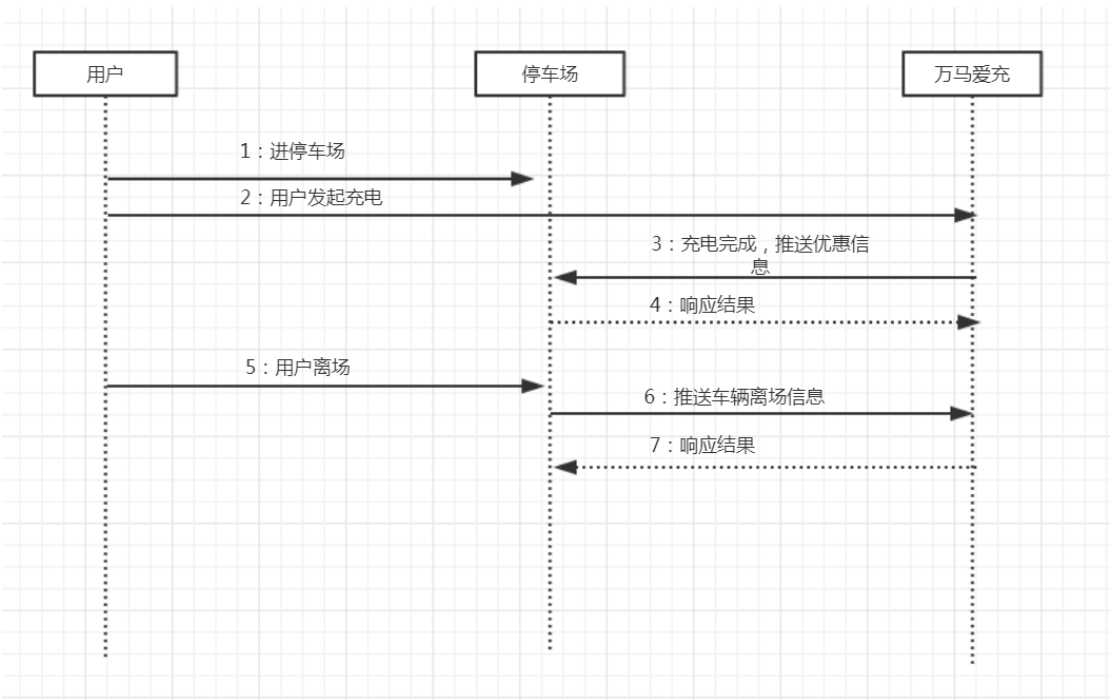 用户
停车场
万马爱充
1：进停车场
2：用户发起充电
3：充电完成，推送优惠信
息
4：响应结果
5：用户离场
6：推送车辆离场信息
7：响应结果